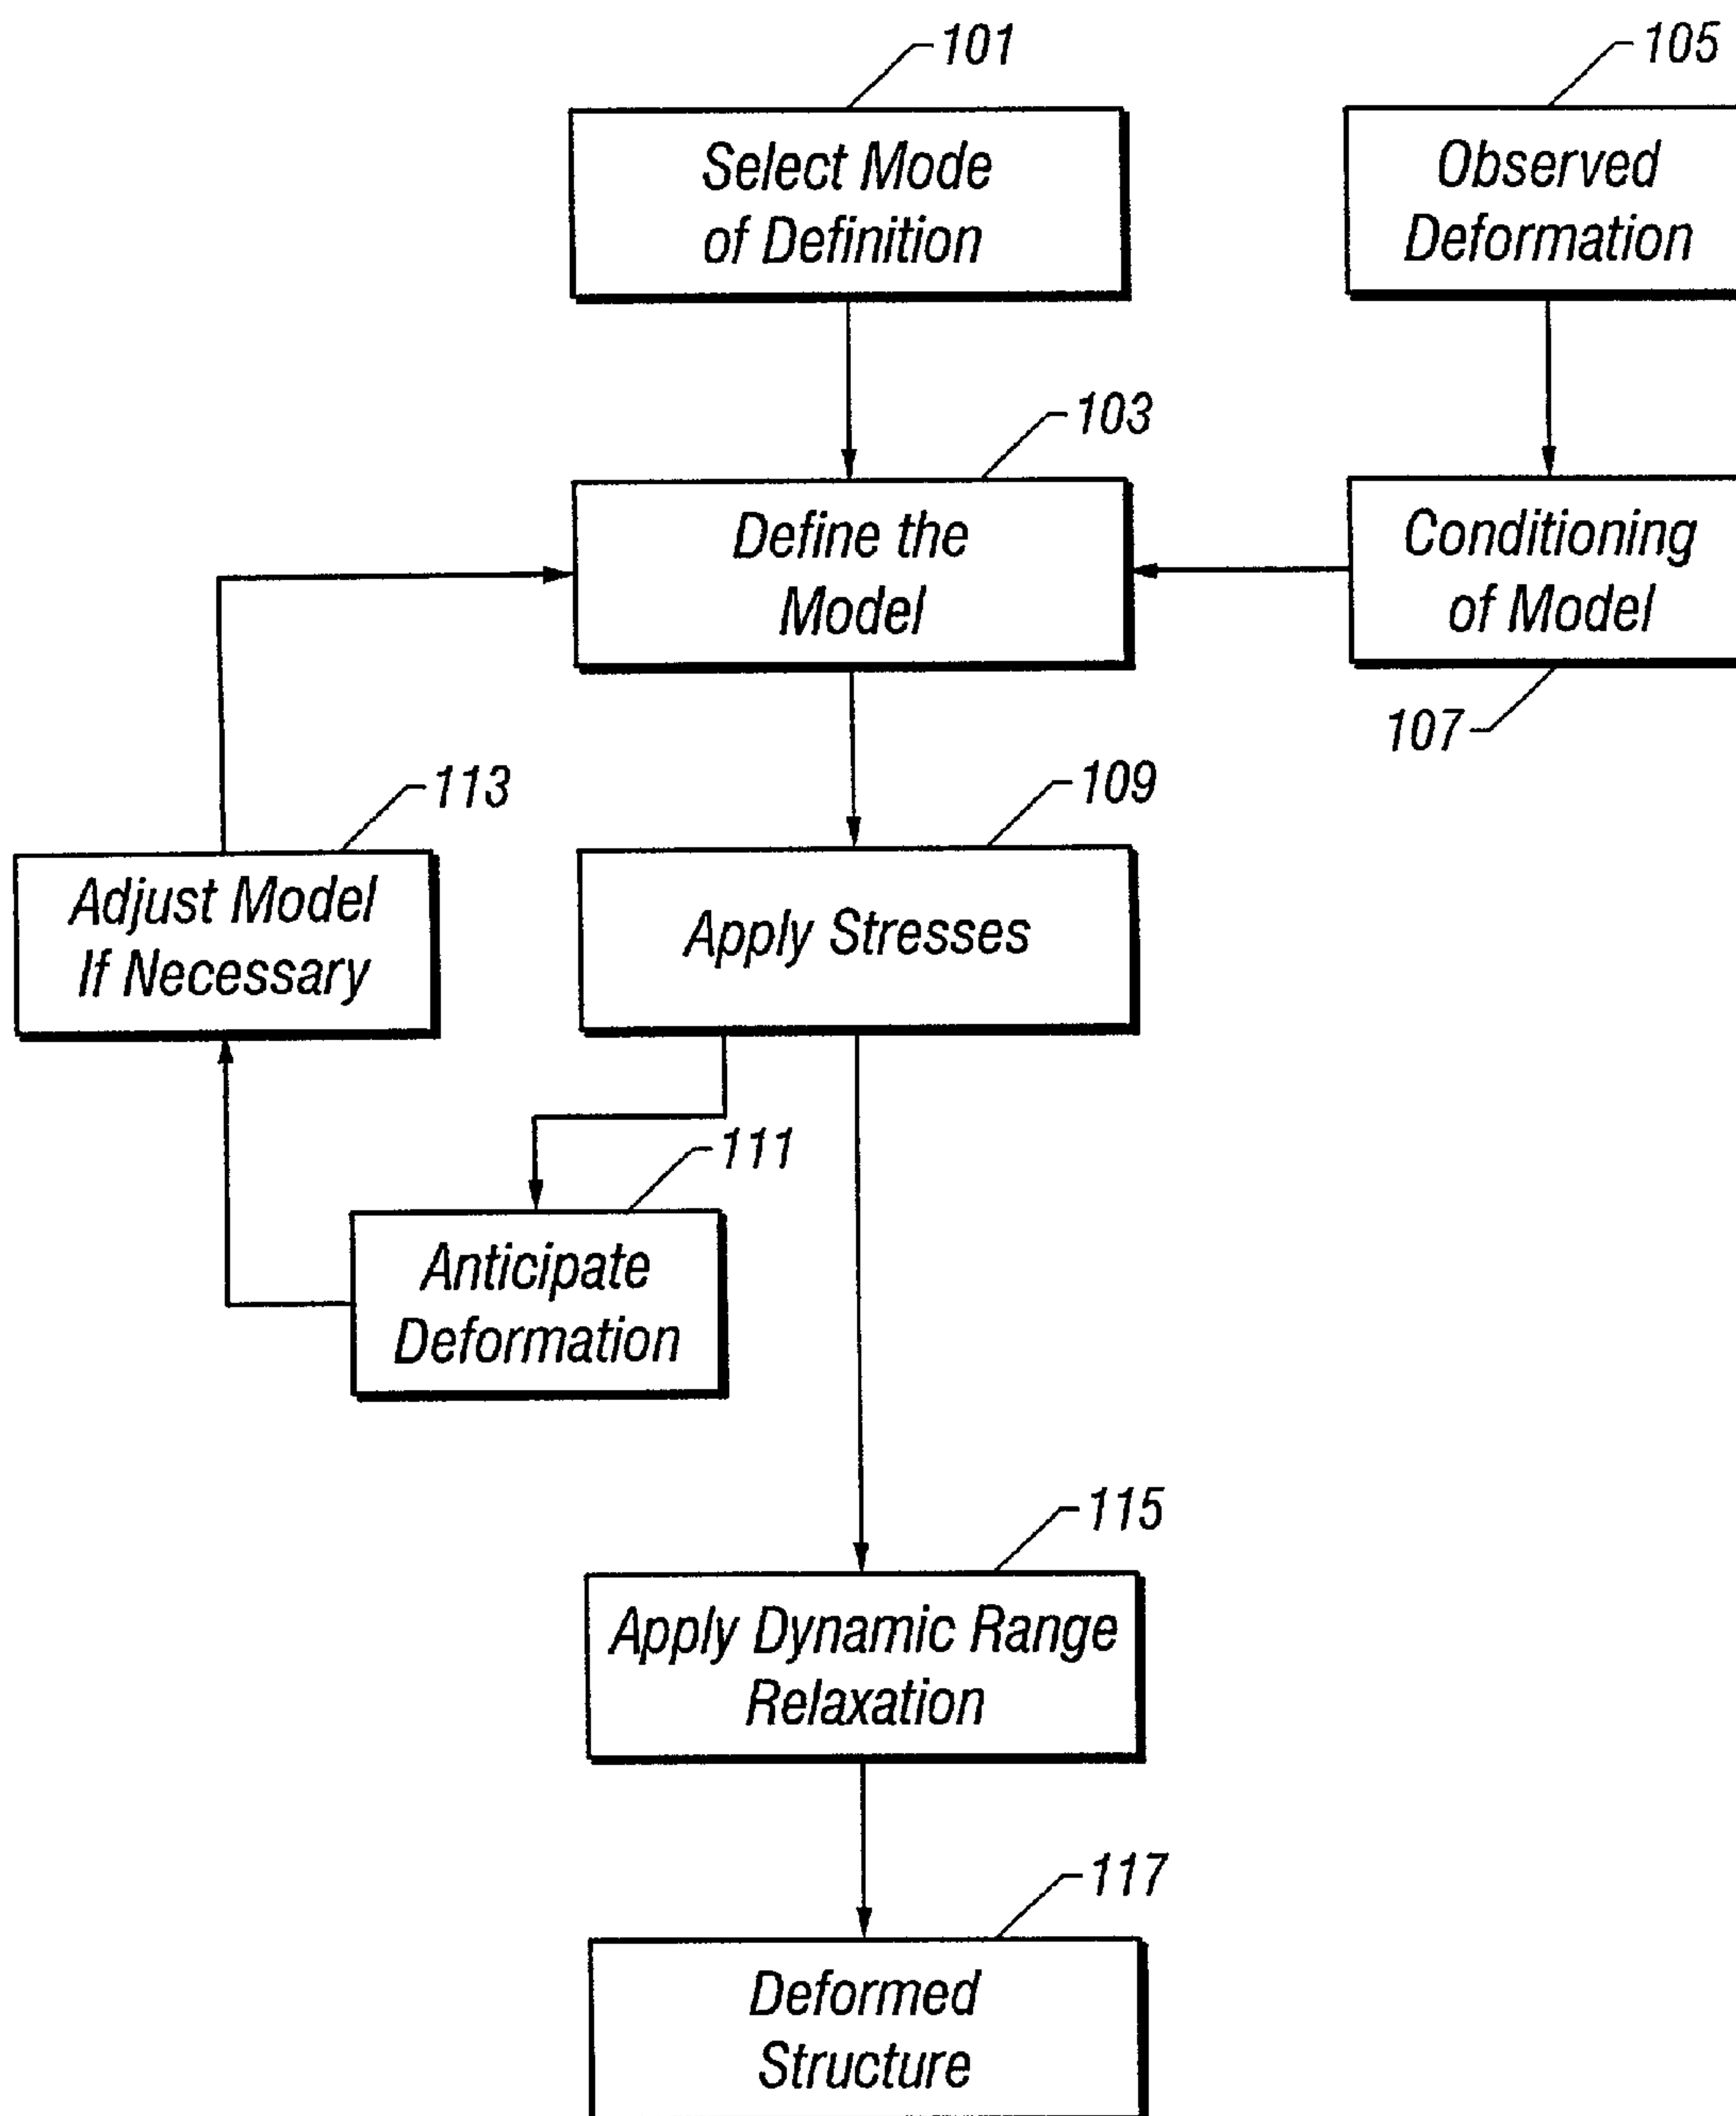 101
Select Mode
of Definition
105
Observed
Deformation
103
Define the
Model
Conditioning
of Model
107
113
Adjust Model
If Necessary
109
Apply Stresses
111
Anticipate
Deformation
115
Apply Dynamic Range
Relaxation
117
Deformed
Structure